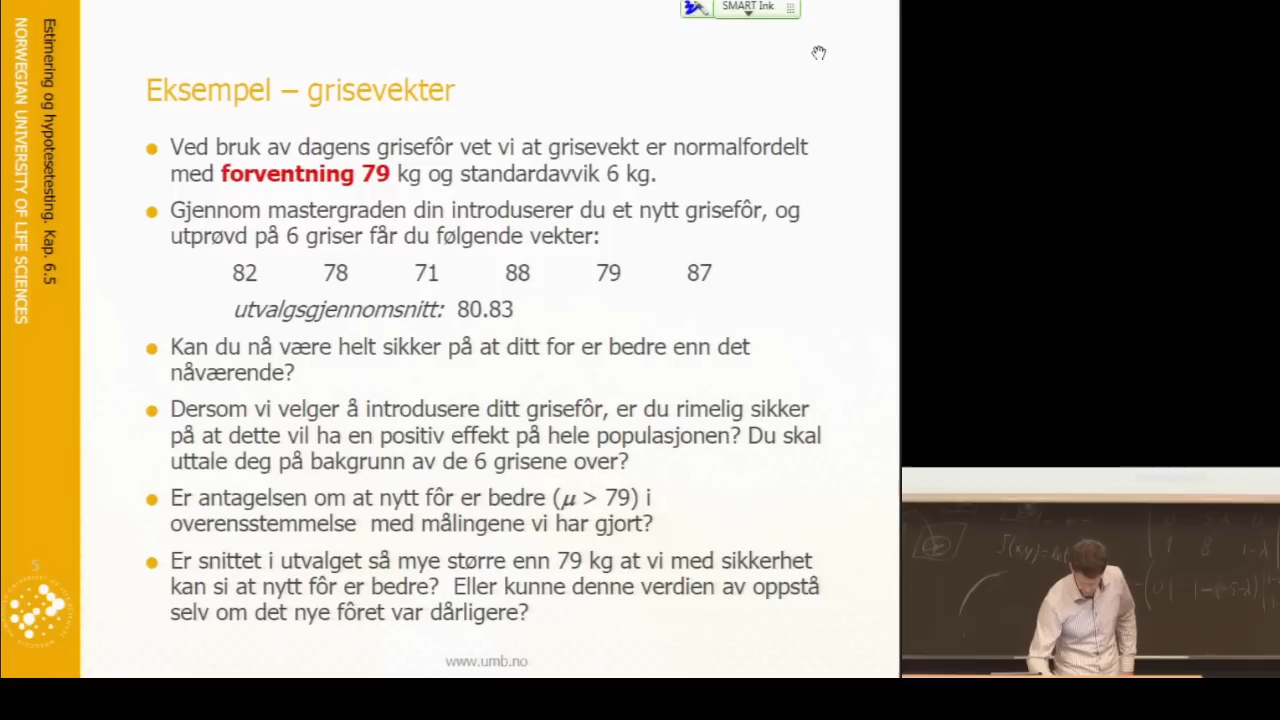 SMART Ink
Estimering og hypotesetesting. Kap. 6.5
NORWEGIAN UNIVERSITY OF LIFE SCIENCES
Eksempel – grisevekter
Ved bruk av dagens grisefôr vet vi at grisevekt er normalfordelt
med forventning 79 kg og standardavvik 6 kg.
Gjennom mastergraden din introduserer du et nytt grisefôr, og
utprøvd på 6 griser får du følgende vekter:
82 78 71 88 79 87
utvalgsgjennomsnitt: 80.83
Kan du nå være helt sikker på at ditt for er bedre enn det
nåværende?
Dersom vi velger å introdusere ditt grisefôr, er du rimelig sikker
på at dette vil ha en positiv effekt på hele populasjonen? Du skal
uttale deg på bakgrunn av de 6 grisene over?
Er antagelsen om at nytt fôr er bedre (μ > 79) i
overensstemmelse med målingene vi har gjort?
Er snittet i utvalget så mye større enn 79 kg at vi med sikkerhet
kan si at nytt fôr er bedre? Eller kunne denne verdien av oppstå
selv om det nye fôret var dårligere?
5
www.umb.no